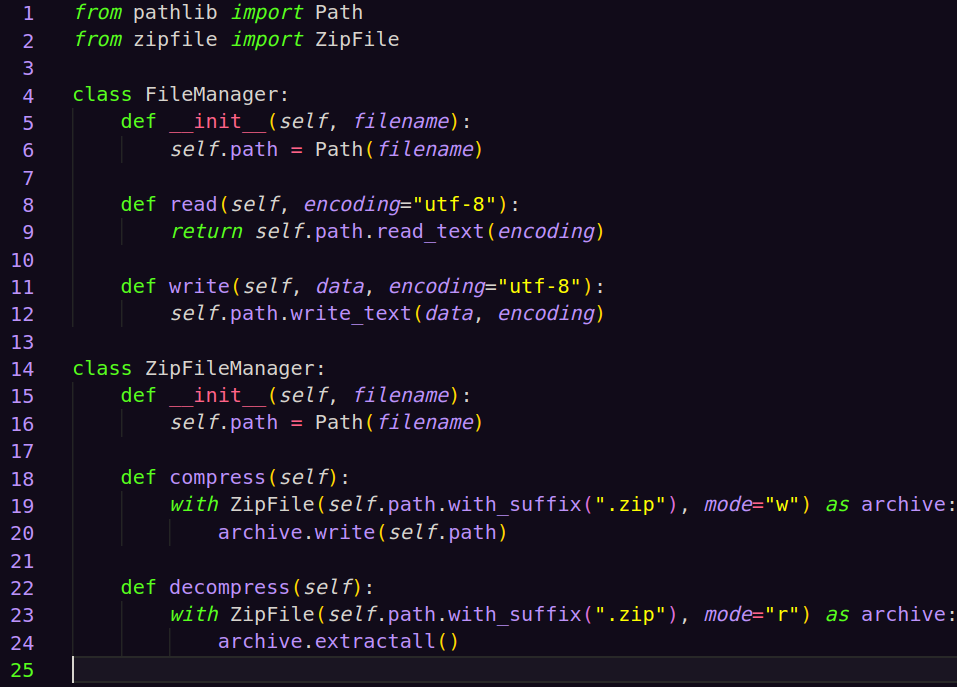 1 from pathlib import Path
2 from zipfile import ZipFile
3
4 class FileManager:
5     def __init__(self, filename):
6         self.path = Path(filename)
7
8     def read(self, encoding="utf-8"):
9         return self.path.read_text(encoding)
10
11     def write(self, data, encoding="utf-8"):
12         self.path.write_text(data, encoding)
13
14 class ZipFileManager:
15     def __init__(self, filename):
16         self.path = Path(filename)
17
18     def compress(self):
19         with ZipFile(self.path.with_suffix(".zip"), mode="w") as archive:
20             archive.write(self.path)
21
22     def decompress(self):
23         with ZipFile(self.path.with_suffix(".zip"), mode="r") as archive:
24             archive.extractall()
25